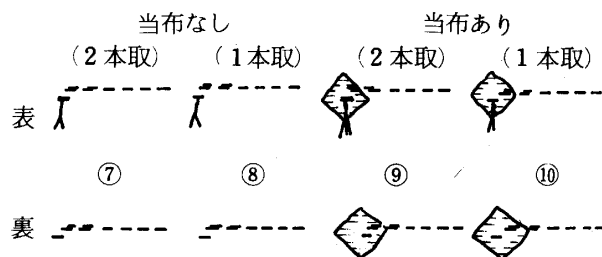 当布なし 当布あり
(2本取) (1本取) (2本取) (1本取)
表
⑦ ⑧ ⑨ ⑩
裏